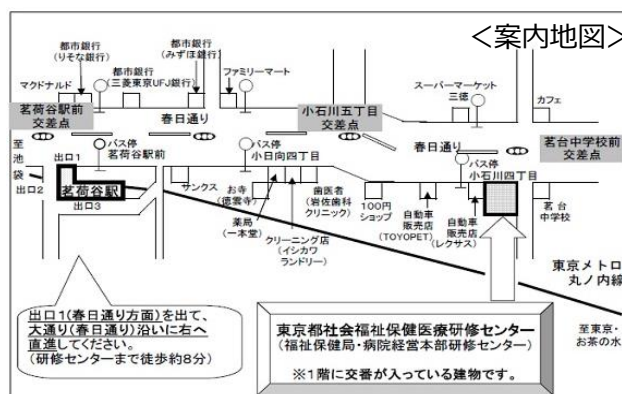 <案内地図>
都市銀行
(りそな銀行)
都市銀行
(みずほ銀行)
マクドナルド
都市銀行
(三菱東京UFJ銀行)
ファミリーマート
スーパーマーケット
三徳
カフェ
茗荷谷駅前
交差点
春日通り
小石川五丁目
交差点
春日通り
茗台中学校前
交差点
至
池
袋
出口1
バス停
茗荷谷駅前
バス停
小日向四丁目
バス停
小石川四丁目
出口2
茗荷谷駅
出口3
サンクス
お寺
(徳雲寺)
薬局
(一本堂)
クリーニング店
(イシカワ
ランドリー)
歯医者
(岩佐歯科
クリニック)
100円
ショップ
自動車
販売店
(TOYOPET)
自動車
販売店
(レクサス)
茗台
中学校
東京メトロ
丸ノ内線
至東京・
お茶の水
出口1(春日通り方面)を出て、
大通り(春日通り)沿いに右へ
直進してください。
(研修センターまで徒歩約8分)
東京都社会福祉保健医療研修センター
(福祉保健局・病院経営本部研修センター)
※1階に交番が入っている建物です。